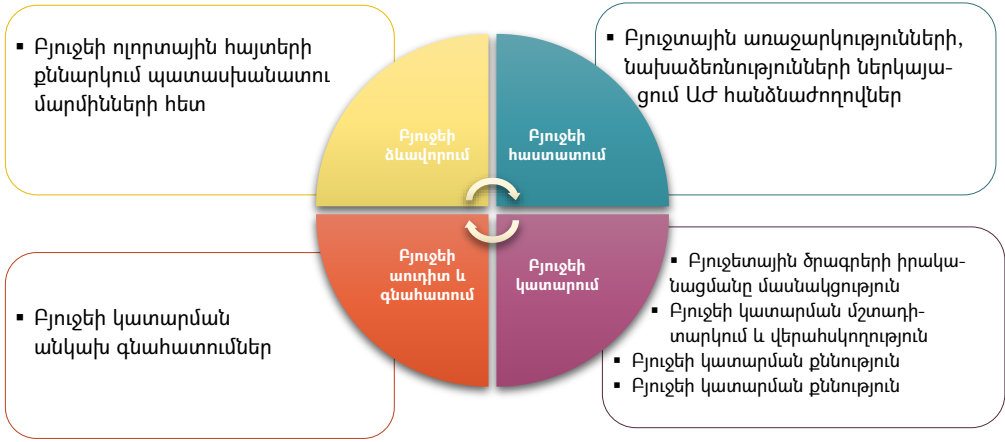 ▪ Բյուջեի ոլորտային հայտերի
քննարկում պատասխանատու
մարմինների հետ
▪ Բյուջտային առաջարկությունների,
նախաձեռնությունների ներկայա-
ցում ԱԺ հանձնաժողովներ
Բյուջեի
ձևավորում
Բյուջեի
հաստատում
Բյուջեի
աուդիտ և
գնահատում
Բյուջեի
կատարում
▪ Բյուջեի կատարման
անկախ գնահատումներ
▪ Բյուջետային ծրագրերի իրակա-
նացմանը մասնակցություն
▪ Բյուջեի կատարման մշտադի-
տարկում և վերահսկողություն
▪ Բյուջեի կատարման քննություն
▪ Բյուջեի կատարման քննություն